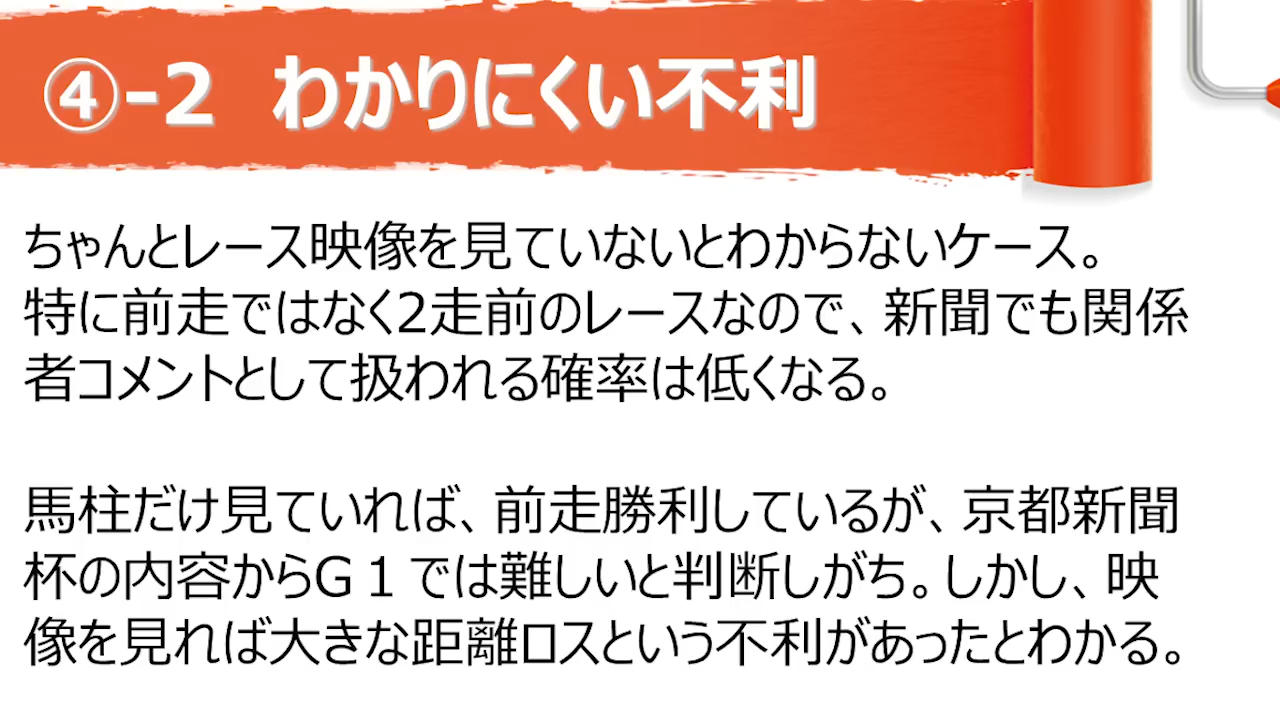 ④-2 わかりにくい不利
ちゃんとレース映像を見ていないとわからないケース。
特に前走ではなく2走前のレースなので、新聞でも関係
者コメントとして扱われる確率は低くなる。
馬柱だけ見ていれば、前走勝利しているが、京都新聞
杯の内容からG１では難しいと判断しがち。しかし、映
像を見れば大きな距離ロスという不利があったとわかる。